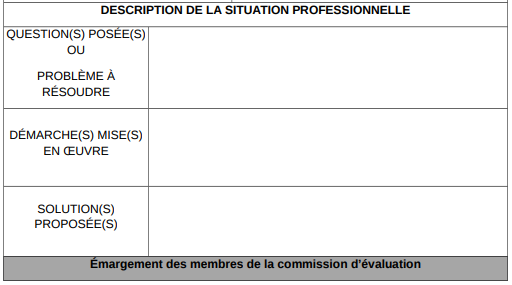 DESCRIPTION DE LA SITUATION PROFESSIONNELLE
QUESTION(S) POSÉE(S)
OU
PROBLÈME À
RÉSOUDRE
DÉMARCHE(S) MISE(S)
EN ŒUVRE
SOLUTION(S)
PROPOSÉE(S)
Émargement des membres de la commission d'évaluation